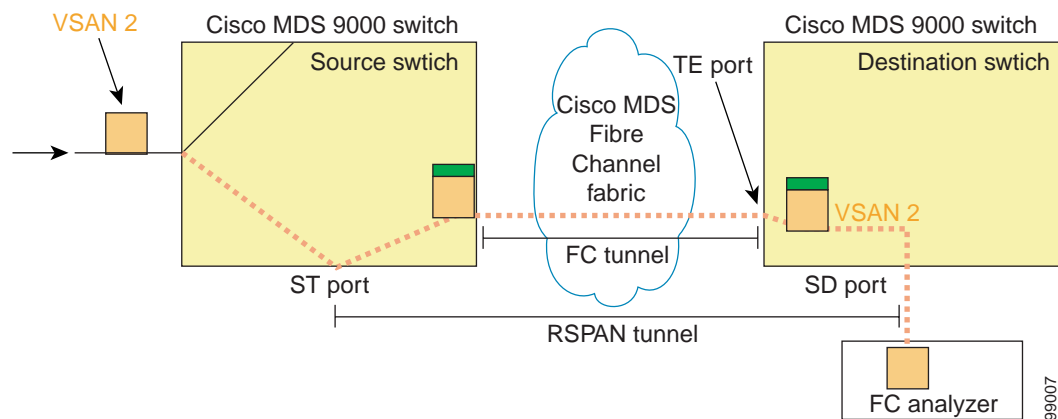 VSAN 2
Cisco MDS 9000 switch
Source swtich
Cisco MDS
Fibre
Channel
fabric
TE port
Cisco MDS 9000 switch
Destination swtich
VSAN 2
FC tunnel
ST port
SD port
RSPAN tunnel
FC analyzer
99007